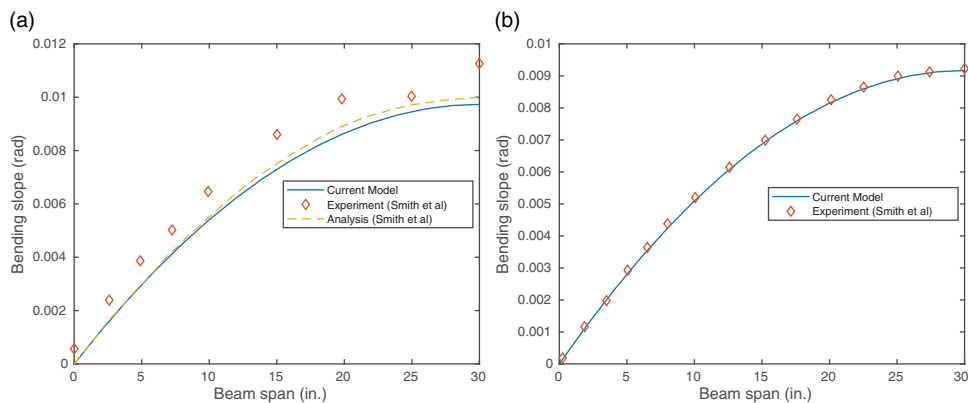 (a)
0.012
0.01
0.008
0.006
0.004
0.002
0
Bending slope (rad)
Current Model
Experiment (Smith et al)
Analysis (Smith et al)
0 5 10 15 20 25 30
Beam span (in.)
(b)
0.01
0.009
0.008
0.007
0.006
0.005
0.004
0.003
0.002
0.001
0
Bending slope (rad)
Current Model
Experiment (Smith et al)
0 5 10 15 20 25 30
Beam span (in.)